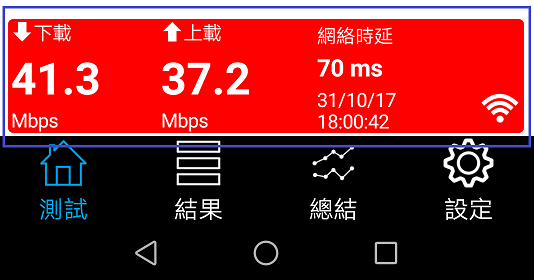 下載 上載 網絡時延
41.3 37.2 70 ms
Mbps Mbps 31/10/17
18:00:42
測試 結果 總結 設定